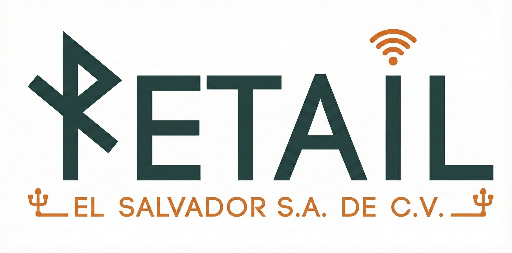 RETAIL
EL SALVADOR S.A. DE C.V.